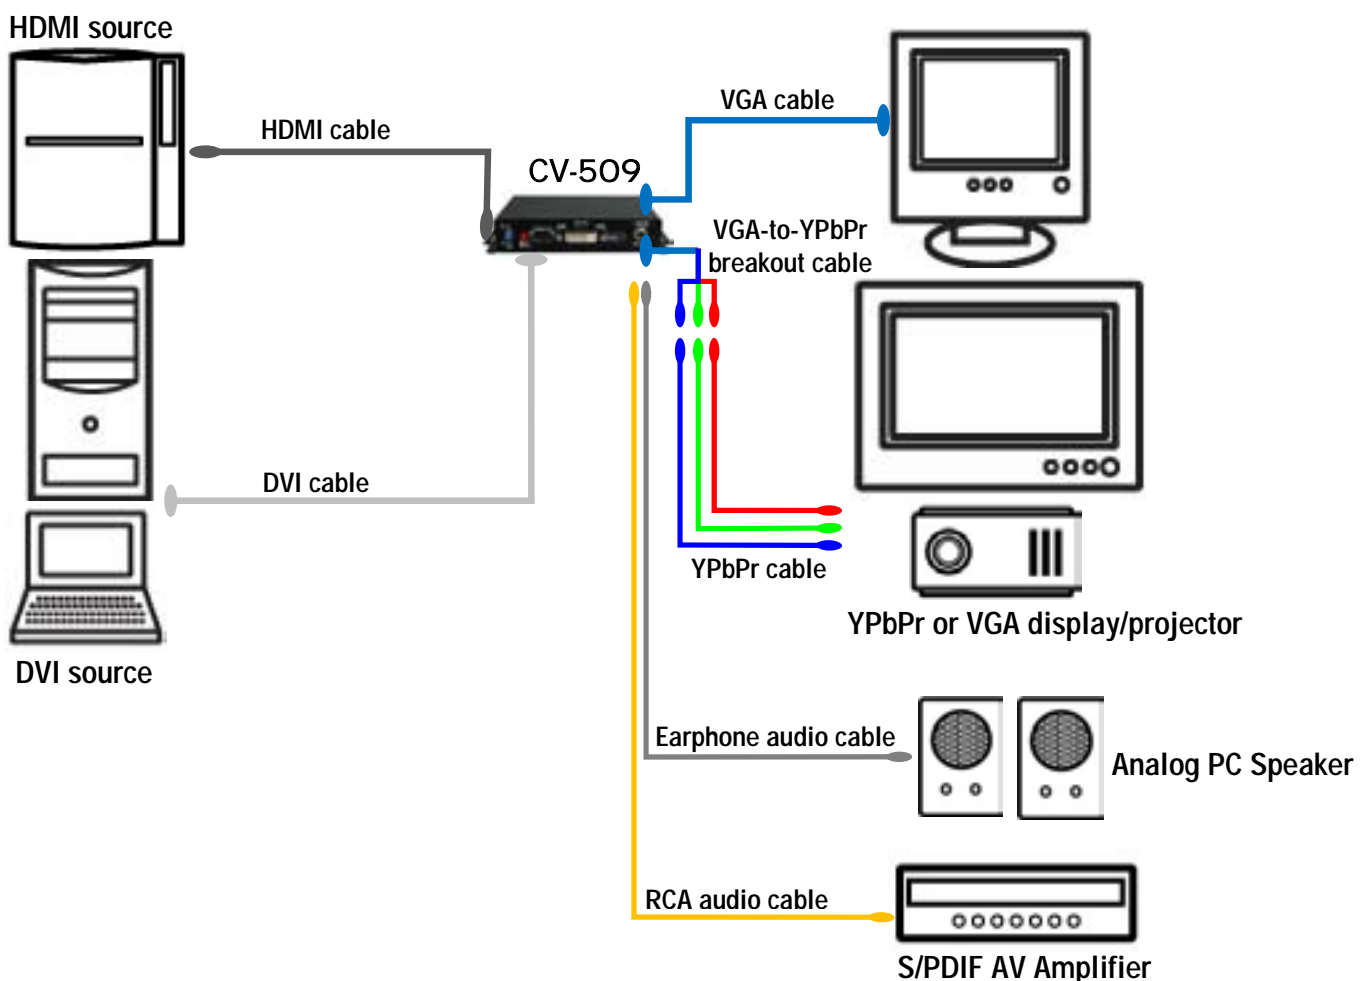 HDMI source
VGA cable
HDMI cable
CV-509
VGA-to-YPbPr
breakout cable
DVI cable
YPbPr cable
YPbPr or VGA display/projector
DVI source
Earphone audio cable
Analog PC Speaker
RCA audio cable
S/PDIF AV Amplifier